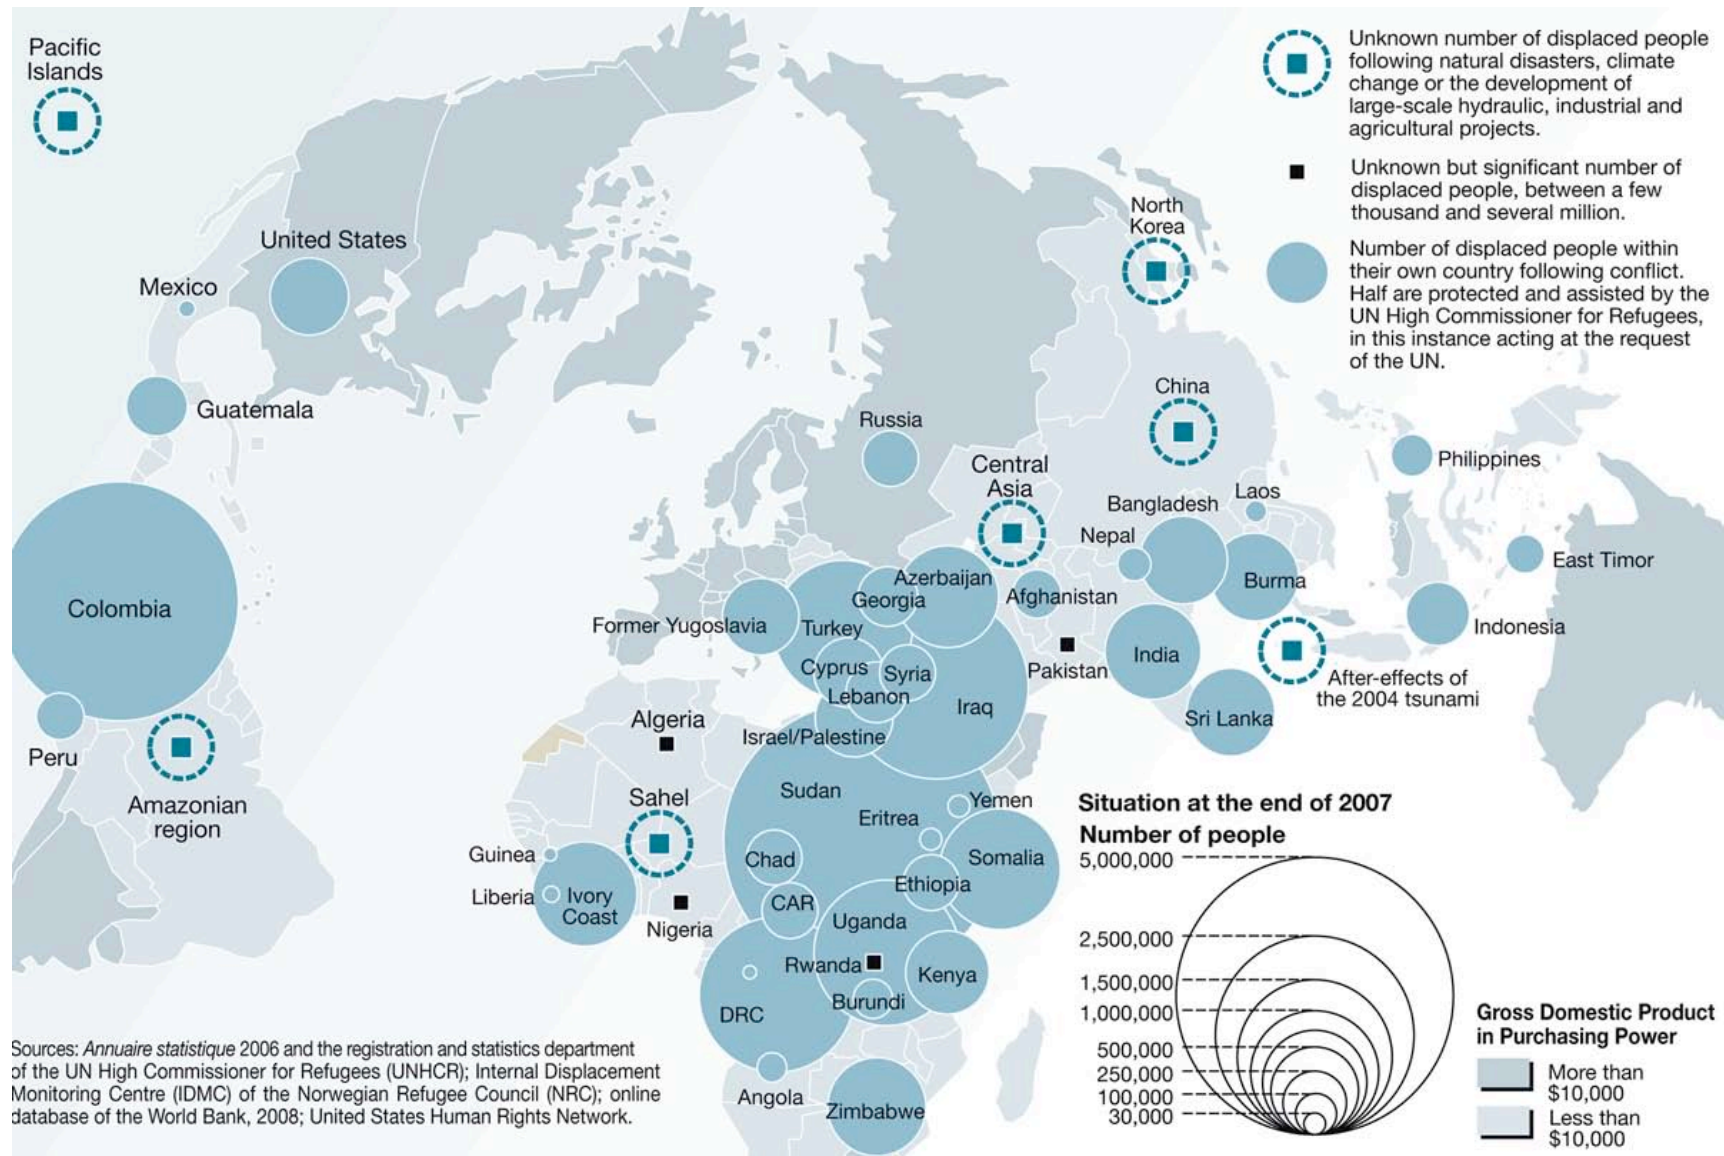 Pacific
Islands
Unknown number of displaced people
following natural disasters, climate
change or the development of
large-scale hydraulic, industrial and
agricultural projects.
Unknown but significant number of
displaced people, between a few
thousand and several million.
Number of displaced people within
their own country following conflict.
Half are protected and assisted by the
UN High Commissioner for Refugees,
in this instance acting at the request
of the UN.
North
Korea
United States
Mexico
Guatemala
China
Russia
Central
Asia
Philippines
Laos
Bangladesh
Nepal
East Timor
Azerbaijan
Georgia
Afghanistan
Burma
Colombia
Former Yugoslavia
Turkey
Indonesia
India
Cyprus
Syria
Pakistan
Lebanon
After-effects of
the 2004 tsunami
Iraq
Sri Lanka
Algeria
Israel/Palestine
Peru
Amazonian
region
Sudan
Sahel
Yemen
Eritrea
Guinea
Chad
Somalia
Ethiopia
Liberia
Ivory
Coast
CAR
Uganda
Nigeria
Rwanda
Kenya
Burundi
DRC
Angola
Zimbabwe
Situation at the end of 2007
Number of people
5,000,000
2,500,000
1,500,000
1,000,000
500,000
250,000
100,000
30,000
Gross Domestic Product
in Purchasing Power
More than
$10,000
Less than
$10,000
Sources: Annuaire statistique 2006 and the registration and statistics department
of the UN High Commissioner for Refugees (UNHCR); Internal Displacement
Monitoring Centre (IDMC) of the Norwegian Refugee Council (NRC); online
database of the World Bank, 2008; United States Human Rights Network.